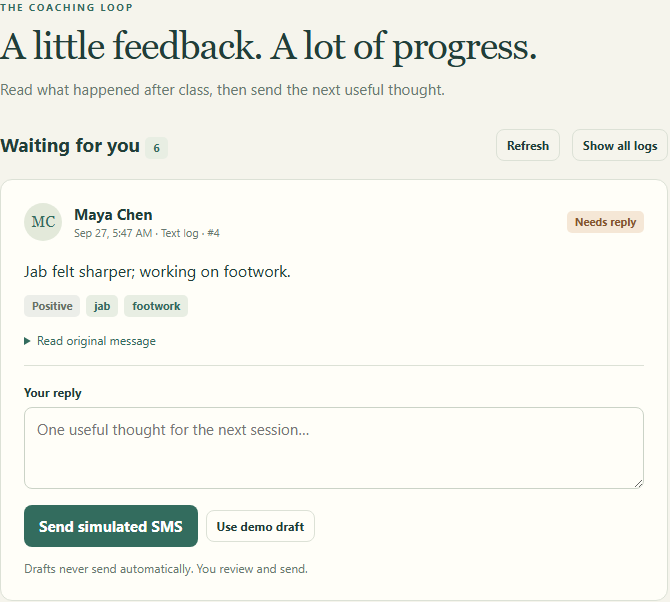 THE COACHING LOOP
A little feedback. A lot of progress.
Read what happened after class, then send the next useful thought.
Waiting for you 6
Refresh
Show all logs
MC
Maya Chen
Sep 27, 5:47 AM · Text log · #4
Needs reply
Jab felt sharper; working on footwork.
Positive
jab
footwork
Read original message
Your reply
One useful thought for the next session...
Send simulated SMS
Use demo draft
Drafts never send automatically. You review and send.